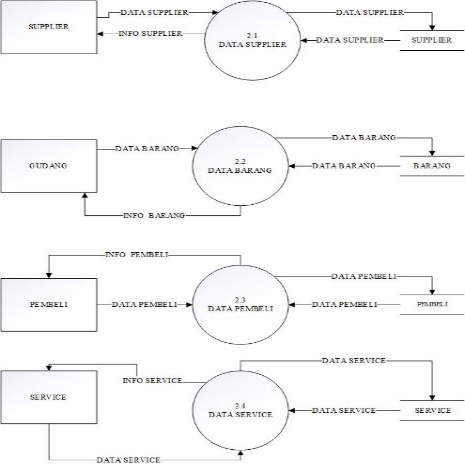 DATA SUPPLIER
DATA SUPPLIER
SUPPLIER
INFO SUPPLIER
2.1
DATA SUPPLIER
DATA SUPPLIER
SUPPLIER
DATA BARANG
DATA BARANG
GUDANG
2.2
DATA BARANG
DATA BARANG
BARANG
INFO BARANG
INFO PEMBELI
DATA PEMBELI
PEMBELI
DATA PEMBELI
2.3
DATA PEMBELI
DATA PEMBELI
PEMBELI
DATA SERVICE
INFO SERVICE
SERVICE
2.4
DATA SERVICE
DATA SERVICE
SERVICE
DATA SERVICE